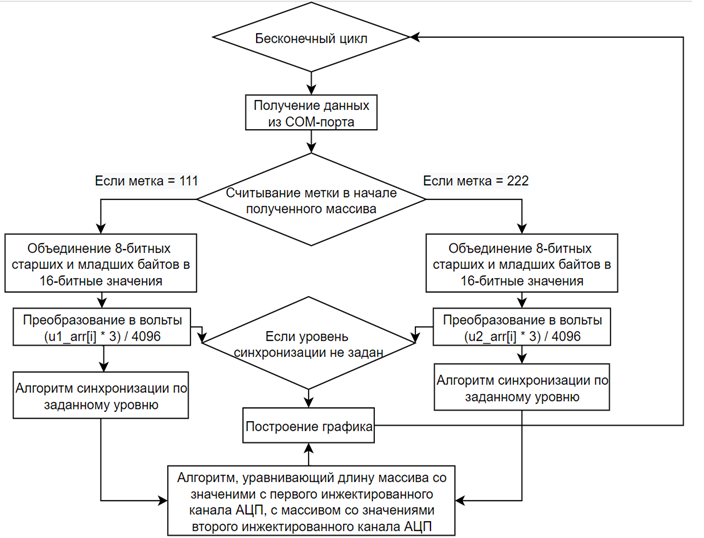 Бесконечный цикл
Получение данных
из COM-порта
Если метка = 111
Если метка = 222
Считывание метки в начале
полученного массива
Объединение 8-битных
старших и младших байтов в
16-битные значения
Объединение 8-битных
старших и младших байтов в
16-битные значения
Преобразование в вольты
(u1_arr[i] * 3) / 4096
Если уровень
синхронизации не задан
Преобразование в вольты
(u2_arr[i] * 3) / 4096
Алгоритм синхронизации по
заданному уровню
Алгоритм синхронизации по
заданному уровню
Построение графика
Алгоритм, уравнивающий длину массива со
значеними с первого инжектированного
канала АЦП, с массивом со значениями
второго инжектированного канала АЦП